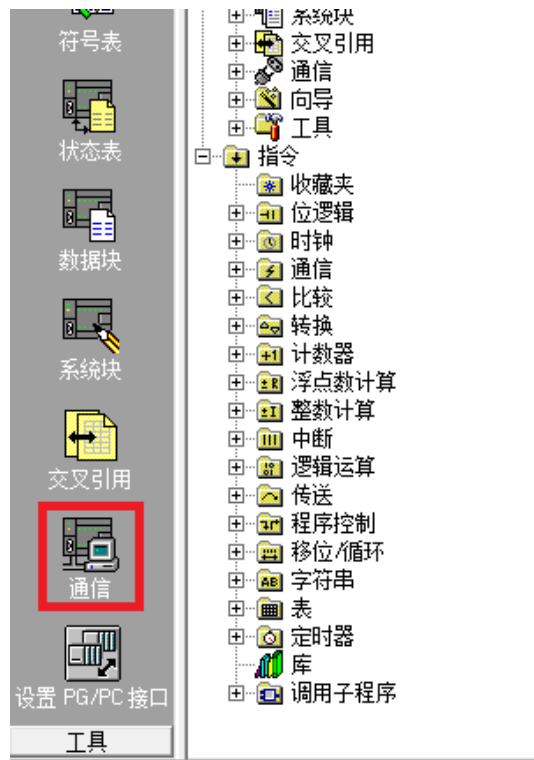 符号表
状态表
数据块
系统块
交叉引用
通信
设置 PG/PC 接口
工具
系统块
交叉引用
通信
向导
工具
指令
收藏夹
位逻辑
时钟
通信
比较
转换
计数器
浮点数计算
整数计算
中断
逻辑运算
传送
程序控制
移位/循环
字符串
表
定时器
库
调用子程序